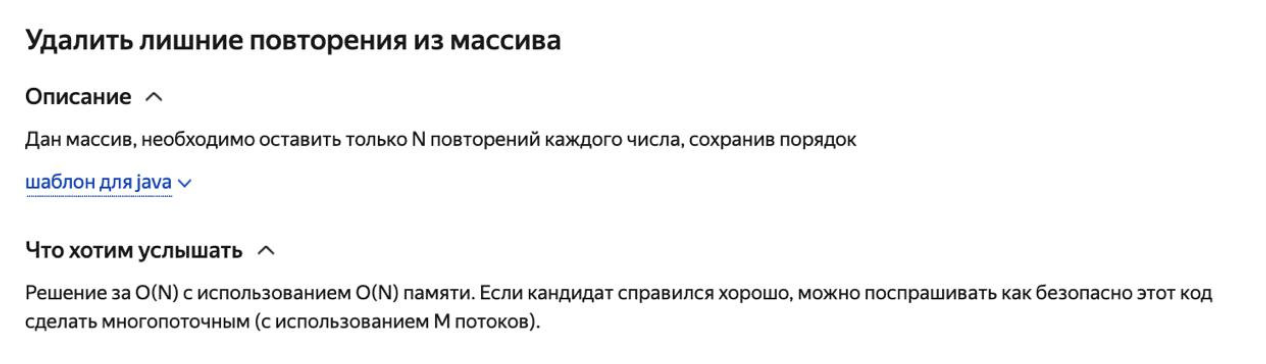 Удалить лишние повторения из массива
Описание
Дан массив, необходимо оставить только N повторений каждого числа, сохранив порядок
шаблон для java
Что хотим услышать
Решение за O(N) с использованием O(N) памяти. Если кандидат справился хорошо, можно поспрашивать как безопасно этот код
сделать многопоточным (с использованием M потоков).